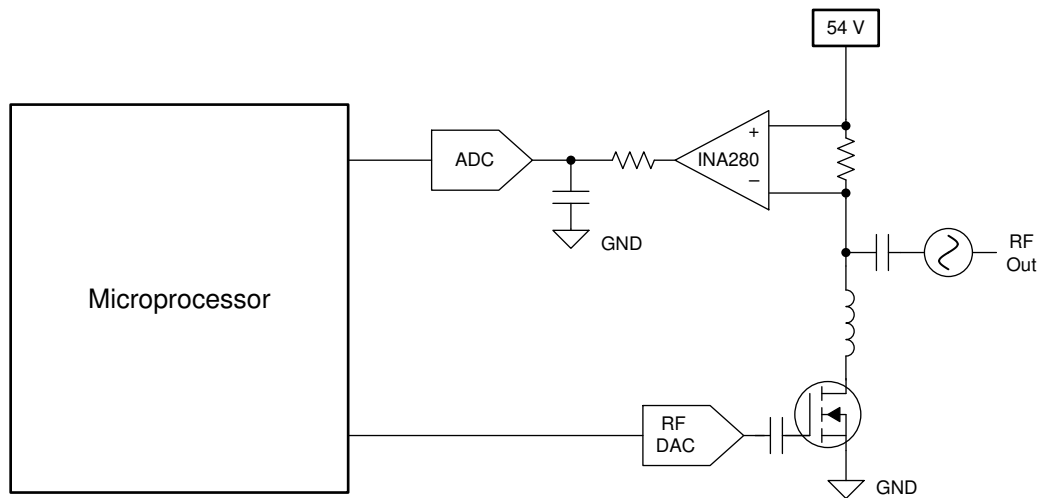 54 V
ADC
+
INA280
–
GND
RF
Out
Microprocessor
RF
DAC
GND